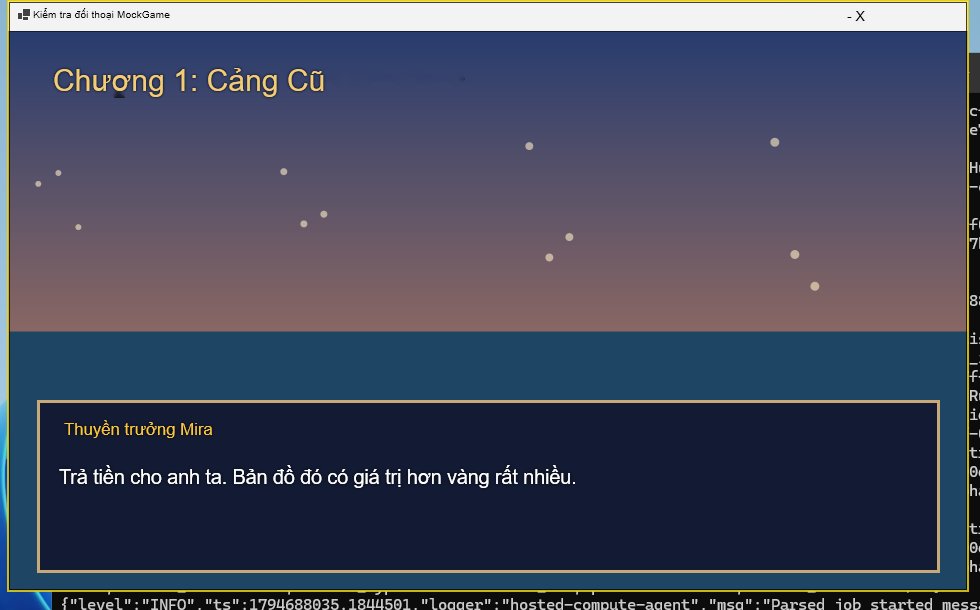 Kiểm tra đối thoại MockGame
- X
Chương 1: Cảng Cũ
Thuyền trưởng Mira
Trả tiền cho anh ta. Bản đồ đó có giá trị hơn vàng rất nhiều.
{"level":"INFO","ts":1794688035.1844501,"logger":"hosted-compute-agent","msg":"Parsed job started mes